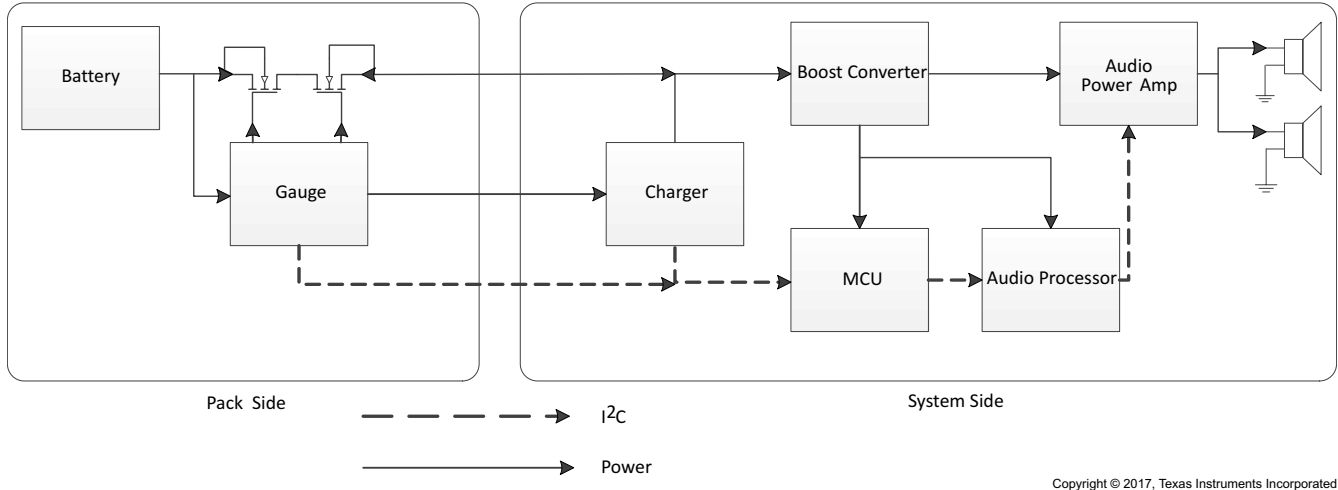 Battery
Gauge
Charger
Boost Converter
Audio
Power Amp
MCU
Audio Processor
Pack Side
System Side
I²C
Power
Copyright © 2017, Texas Instruments Incorporated